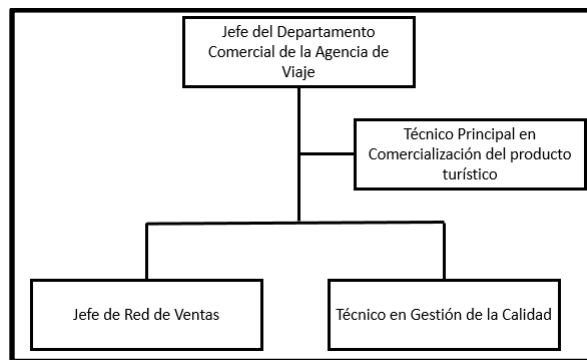 Jefe del Departamento
Comercial de la Agencia de
Viaje
Técnico Principal en
Comercialización del producto
turístico
Jefe de Red de Ventas
Técnico en Gestión de la Calidad